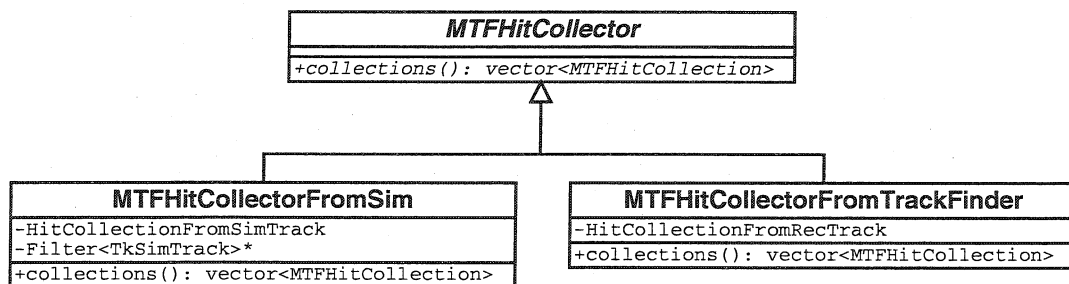 MTFHitCollector
+collections(): vector<MTFHitCollection>
MTFHitCollectorFromSim
-HitCollectionFromSimTrack
-Filter<TkSimTrack>*
+collections(): vector<MTFHitCollection>
MTFHitCollectorFromTrackFinder
-HitCollectionFromRecTrack
+collections(): vector<MTFHitCollection>